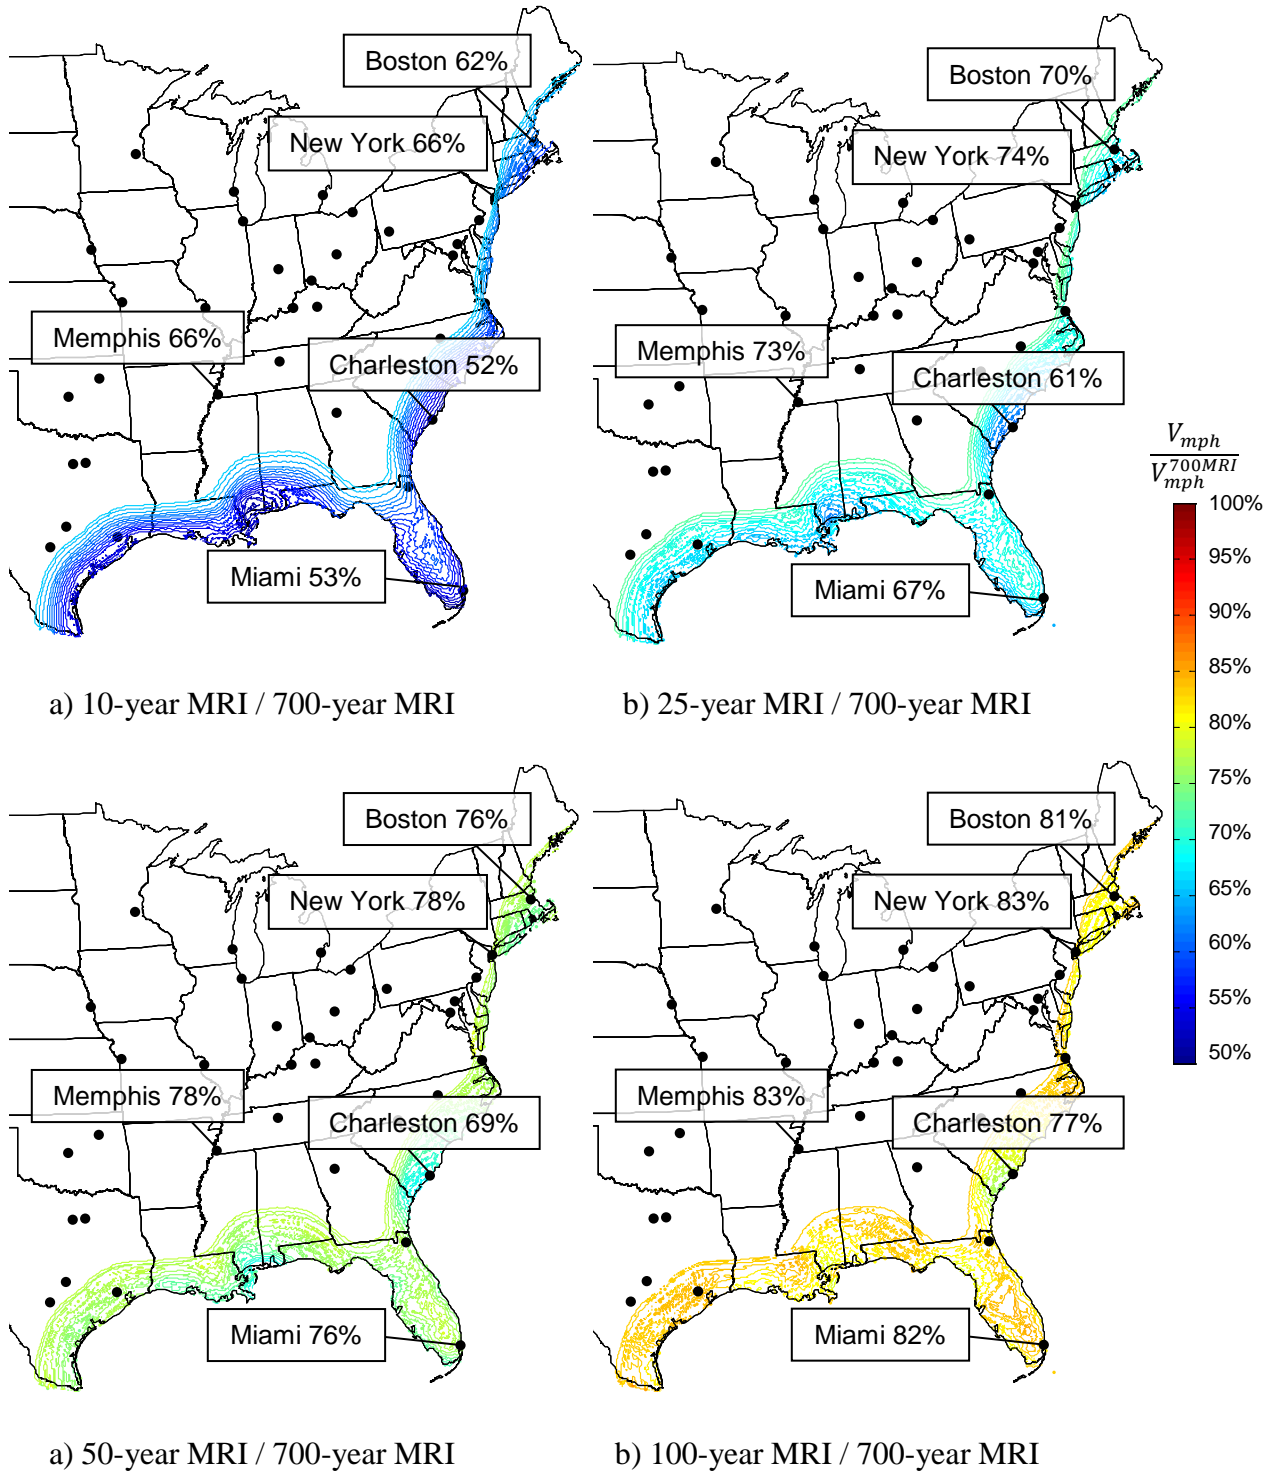 Boston 62%
New York 66%
Memphis 66%
Charleston 52%
Miami 53%
a) 10-year MRI / 700-year MRI
Boston 70%
New York 74%
Memphis 73%
Charleston 61%
Miami 67%
b) 25-year MRI / 700-year MRI
V_mph
V_mph^700MRI
100%
95%
90%
85%
80%
75%
70%
65%
60%
55%
50%
Boston 76%
New York 78%
Memphis 78%
Charleston 69%
Miami 76%
a) 50-year MRI / 700-year MRI
Boston 81%
New York 83%
Memphis 83%
Charleston 77%
Miami 82%
b) 100-year MRI / 700-year MRI